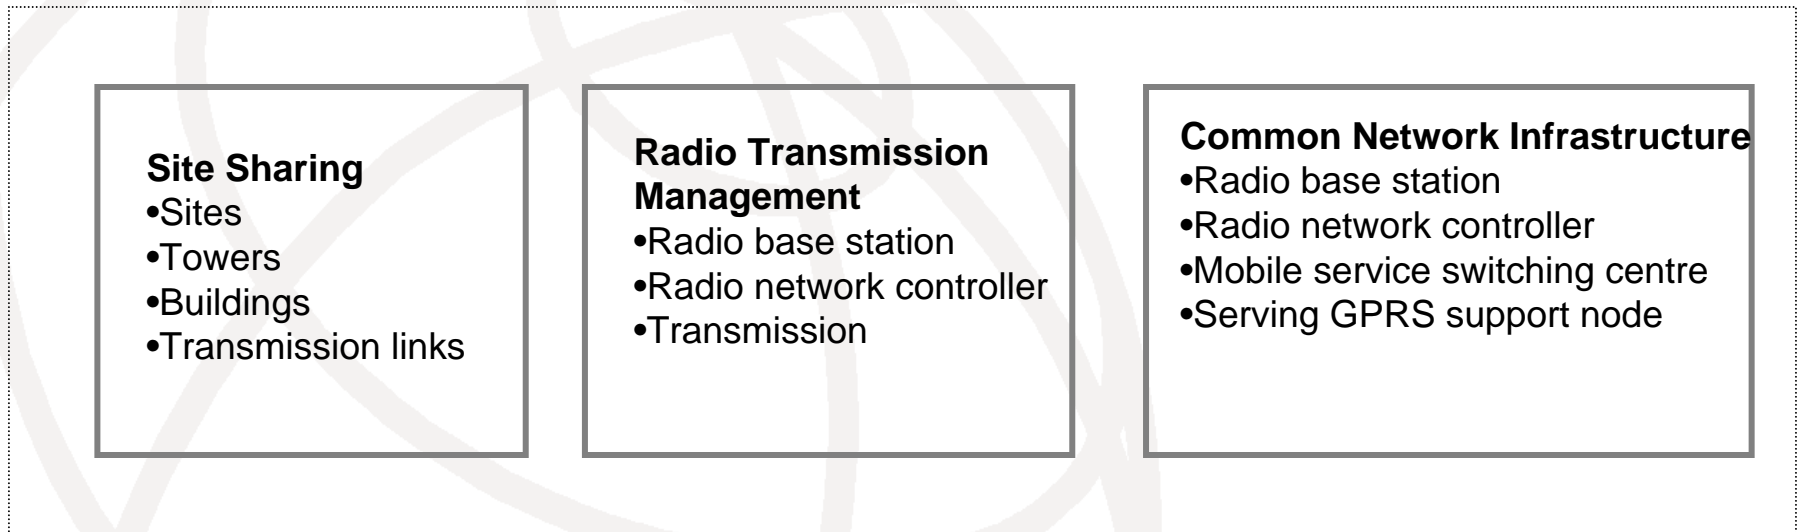 Site Sharing
•Sites
•Towers
•Buildings
•Transmission links
Radio Transmission
Management
•Radio base station
•Radio network controller
•Transmission
Common Network Infrastructure
•Radio base station
•Radio network controller
•Mobile service switching centre
•Serving GPRS support node